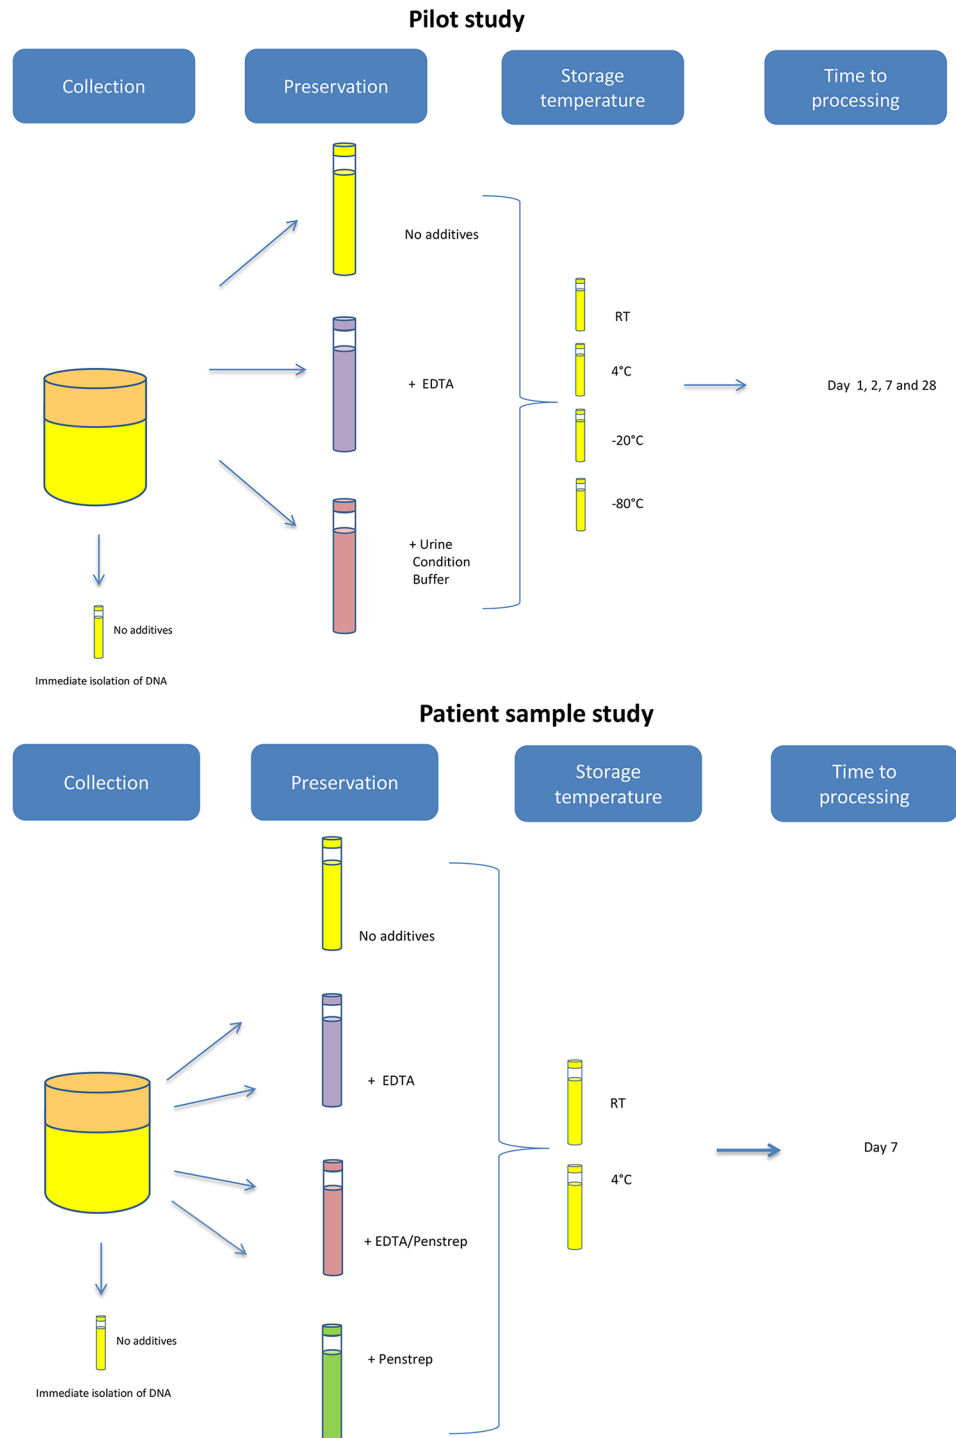 Pilot study
Collection
Preservation
Storage
temperature
Time to
processing
No additives
+ EDTA
+ Urine
Condition
Buffer
RT
4°C
-20°C
-80°C
Day 1, 2, 7 and 28
No additives
Immediate isolation of DNA
Patient sample study
Collection
Preservation
Storage
temperature
Time to
processing
No additives
+ EDTA
+ EDTA/Penstrep
+ Penstrep
RT
4°C
Day 7
No additives
Immediate isolation of DNA